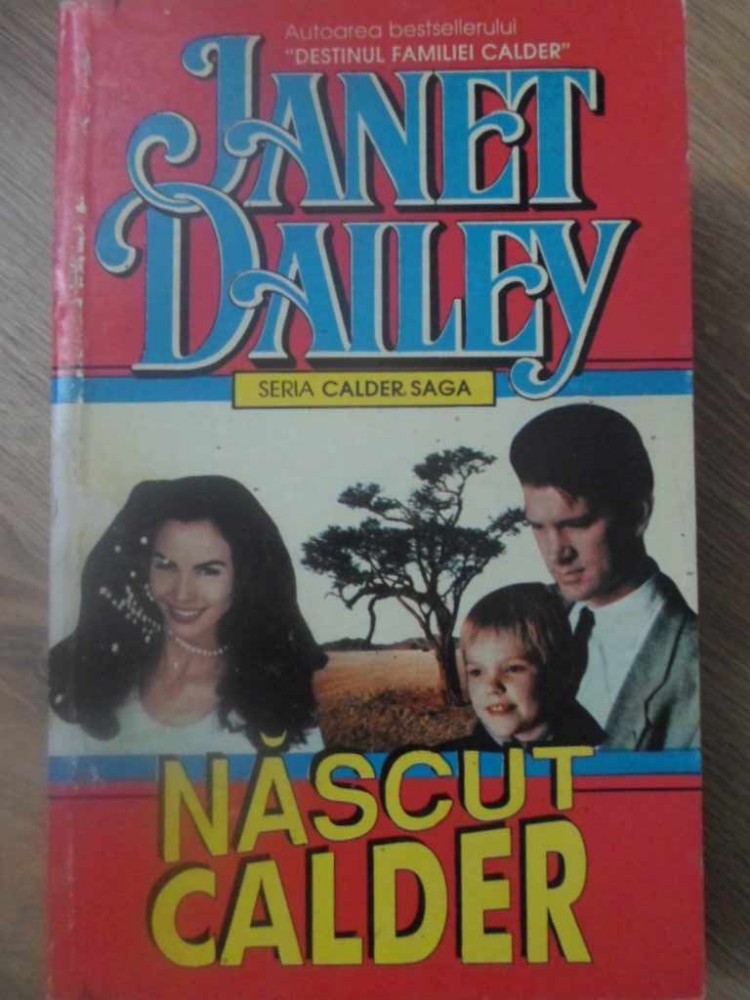 Autoarea bestsellerului
"DESTINUL FAMILIEI CALDER"
JANET
DAILEY
SERIA CALDER SAGA
NĂSCUT
CALDER